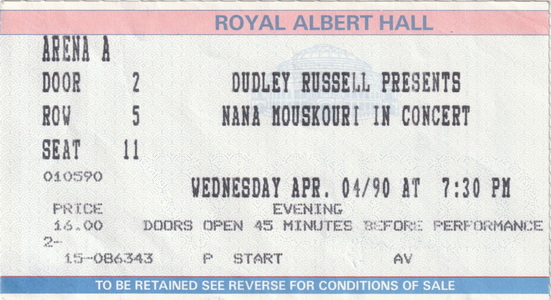 ROYAL ALBERT HALL
ARENA A
DOOR 2 DUDLEY RUSSELL PRESENTS
ROW 5 NANA MOUSKOURI IN CONCERT
SEAT 11
010590 WEDNESDAY APR. 04/90 AT 7:30 PM
PRICE EVENING
16.00 DOORS OPEN 45 MINUTES BEFORE PERFORMANCE
2-
15-086343 P START AV
TO BE RETAINED SEE REVERSE FOR CONDITIONS OF SALE